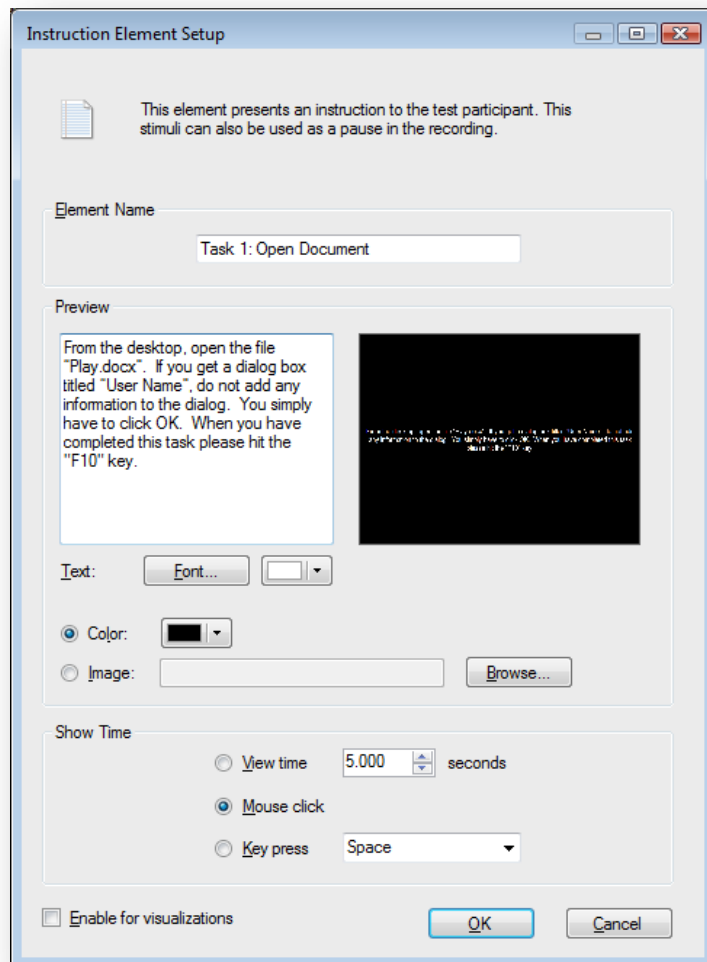 Instruction Element Setup
This element presents an instruction to the test participant. This
stimuli can also be used as a pause in the recording.
Element Name
Task 1: Open Document
Preview
From the desktop, open the file
"Play.docx".  If you get a dialog box
titled "User Name", do not add any
information to the dialog.  You simply
have to click OK.  When you have
completed this task please hit the
"F10" key.
Text:
Font...
Color:
Image:
Browse...
Show Time
View time
5.000
seconds
Mouse click
Key press
Space
Enable for visualizations
OK
Cancel